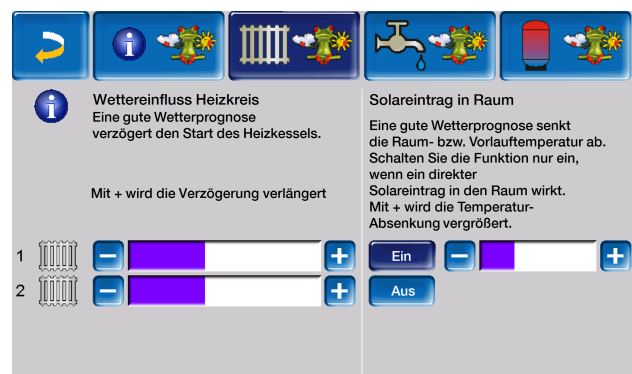 Wettereinfluss Heizkreis
Eine gute Wetterprognose
verzögert den Start des Heizkessels.
Mit + wird die Verzögerung verlängert
Solareintrag in Raum
Eine gute Wetterprognose senkt
die Raum- bzw. Vorlauftemperatur ab.
Schalten Sie die Funktion nur ein,
wenn ein direkter
Solareintrag in den Raum wirkt.
Mit + wird die Temperatur-
Absenkung vergrößert.
1 − + Ein − +
2 − + Aus